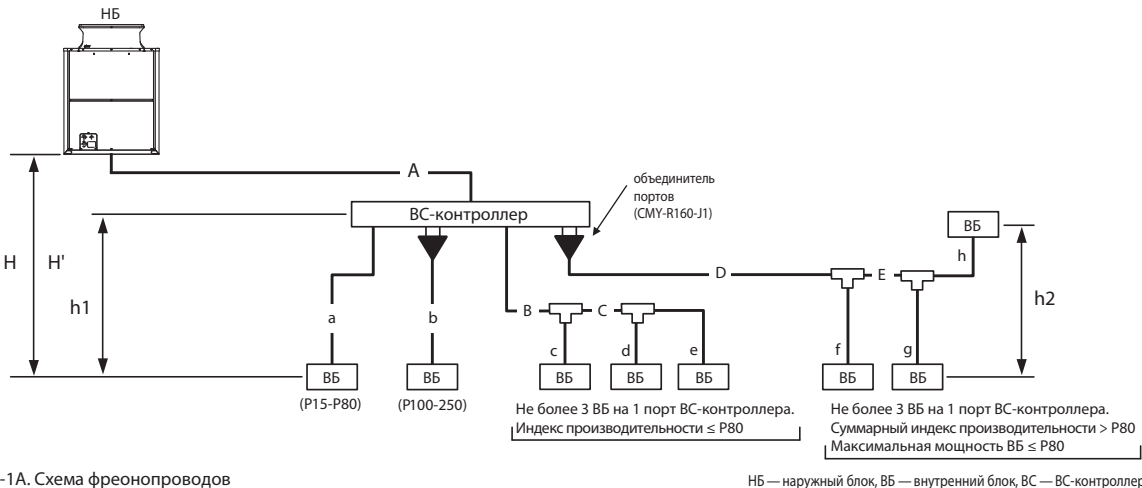 НБ
A
объединитель
портов
(CMY-R160-J1)
ВС-контроллер
ВБ
h
H
H'
h1
D
E
h2
a
b
B
C
c
d
e
f
g
ВБ
ВБ
ВБ
ВБ
ВБ
ВБ
ВБ
(P15-P80)
(P100-250)
Не более 3 ВБ на 1 порт ВС-контроллера.
Индекс производительности ≤ P80
Не более 3 ВБ на 1 порт ВС-контроллера.
Суммарный индекс производительности > P80
Максимальная мощность ВБ ≤ P80
-1А. Схема фреонопроводов
НБ — наружный блок, ВБ — внутренний блок, ВС — ВС-контроллер